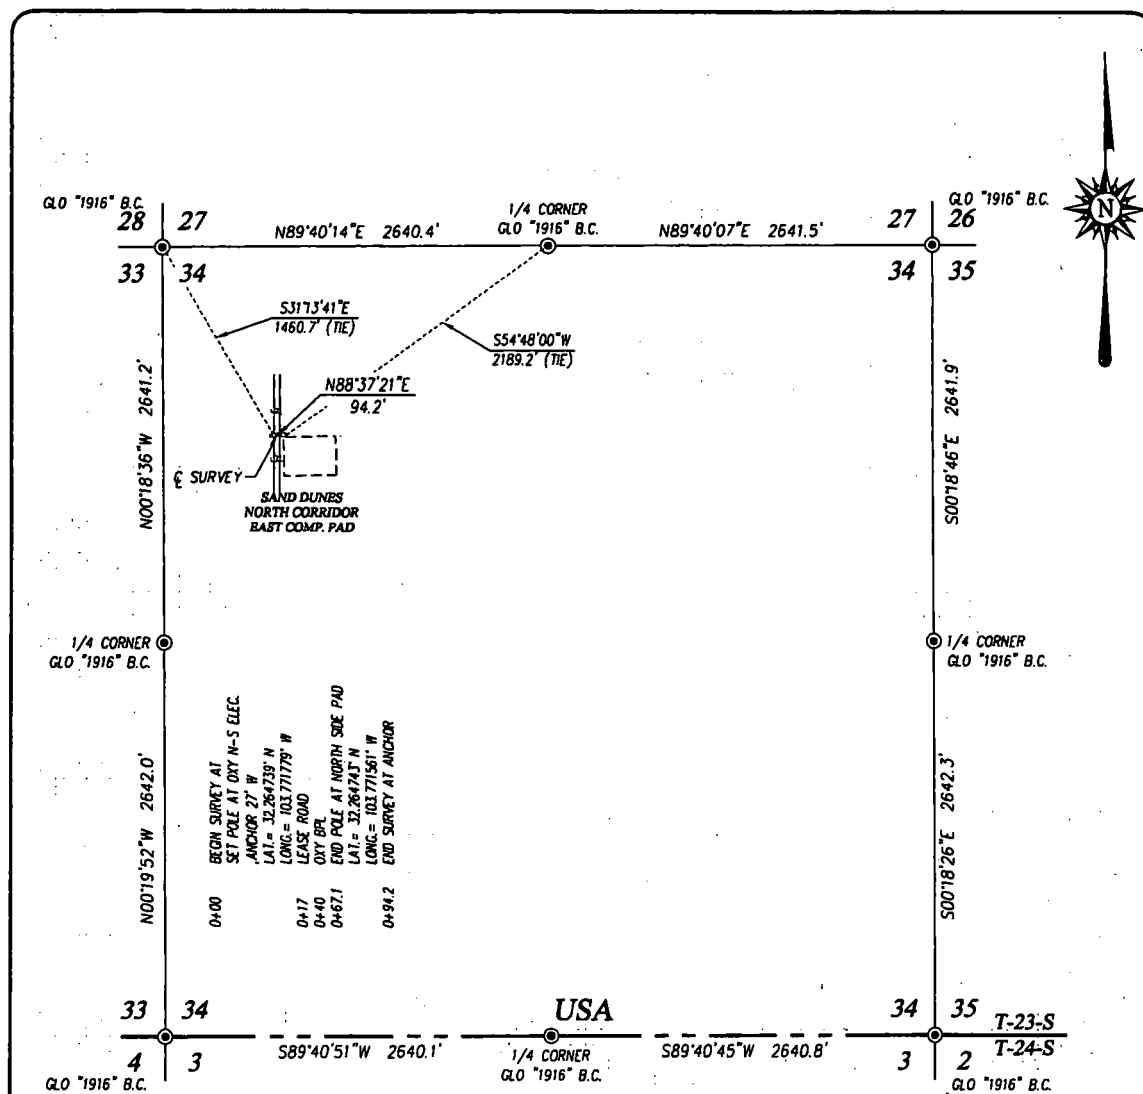 GLO "1916" B.C.
28 27
33 34
N89°40'14"E 2640.4'
1/4 CORNER
GLO "1916" B.C.
N89°40'07"E 2641.5'
GLO "1916" B.C.
27 26
34 35
N
S31°13'41"E
1460.7' (TIE)
S54°48'00"W
2189.2' (TIE)
N88°37'21"E
94.2'
N00°18'36"W 2641.2'
S00°18'46"E 2641.9'
℄ SURVEY
SAND DUNES
NORTH CORRIDOR
EAST COMP. PAD
1/4 CORNER
GLO "1916" B.C.
1/4 CORNER
GLO "1916" B.C.
N00°19'52"W 2642.0'
0+00 BEGIN SURVEY AT
SET POLE AT OXY N-S ELEC.
,ANCHOR 27' W
LAT.= 32.264739° N
LONG.= 103.771779° W
0+17 LEASE ROAD
0+40 OXY BPL
0+67.1 END POLE AT NORTH SIDE PAD
LAT.= 32.264743° N
LONG.= 103.771561° W
0+94.2 END SURVEY AT ANCHOR
S00°18'26"E 2642.3'
33 34
4 3
GLO "1916" B.C.
S89°40'51"W 2640.1'
USA
1/4 CORNER
GLO "1916" B.C.
S89°40'45"W 2640.8'
34 35
3 2
T-23-S
T-24-S
GLO "1916" B.C.